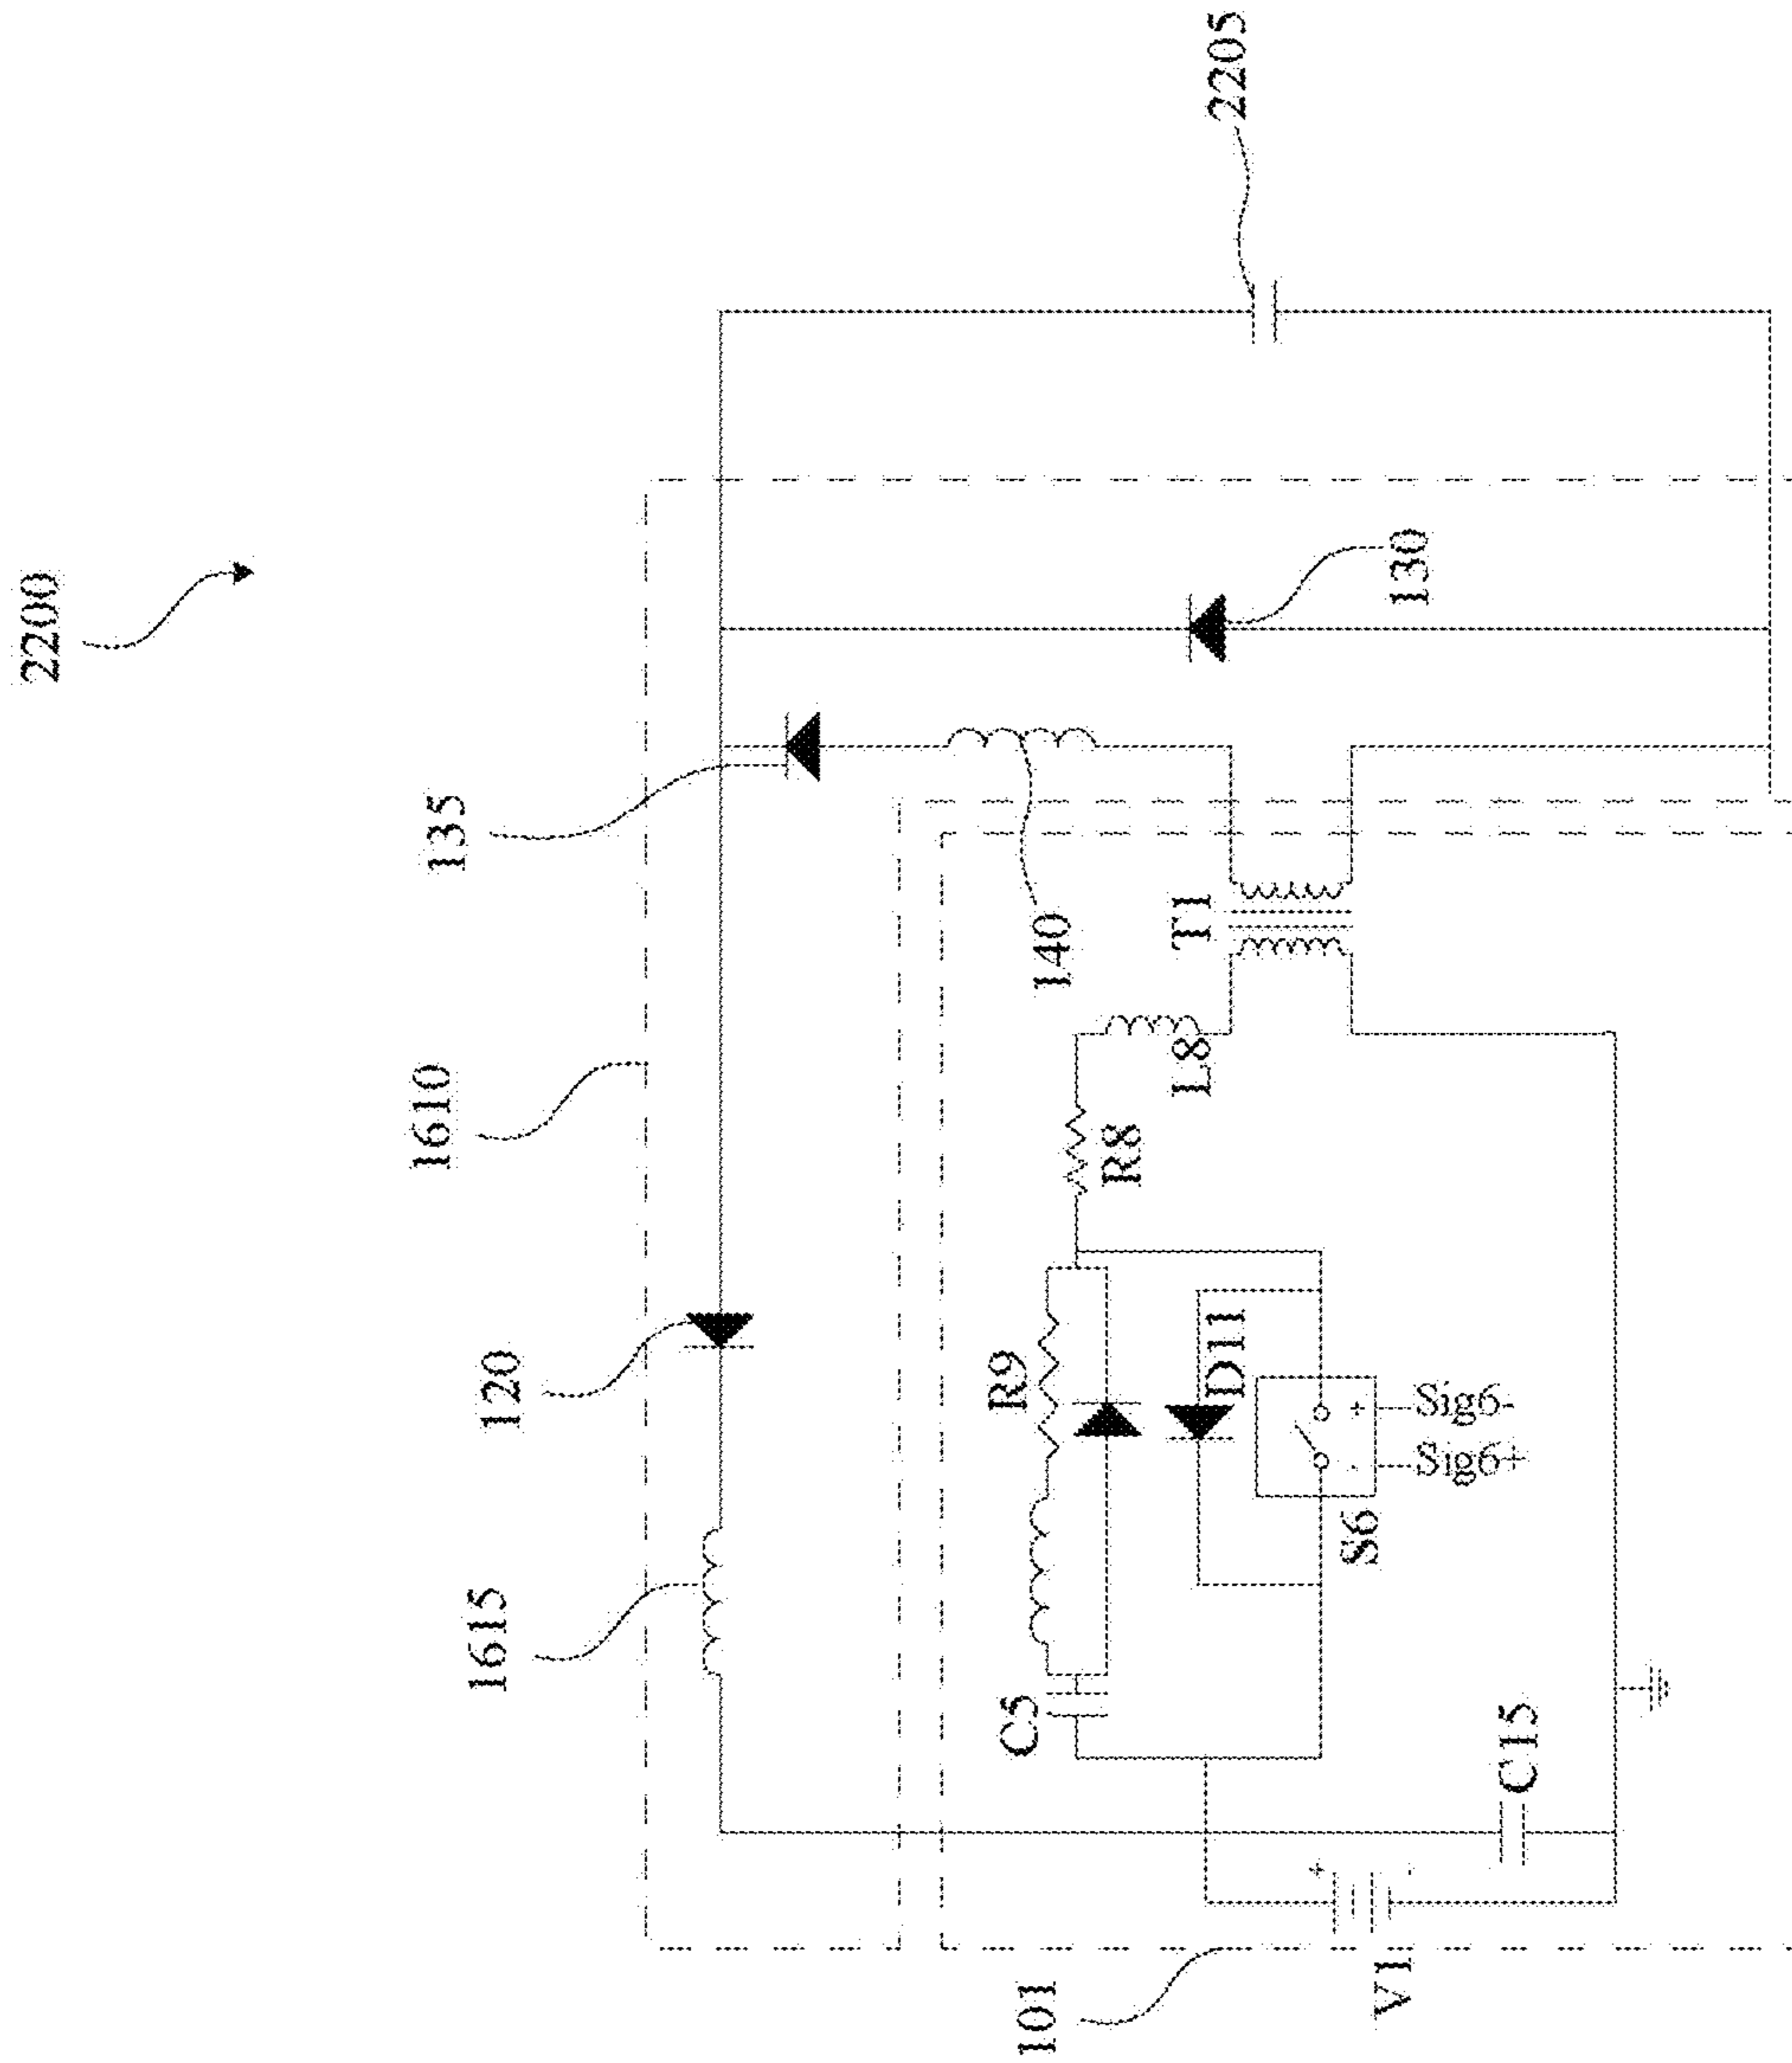 2200
1610
1615
120
135
2205
101
V1
C5
R9
R8
L8
140
T1
D11
S6
Sig6+
Sig6-
-
+
130
C15
+
-